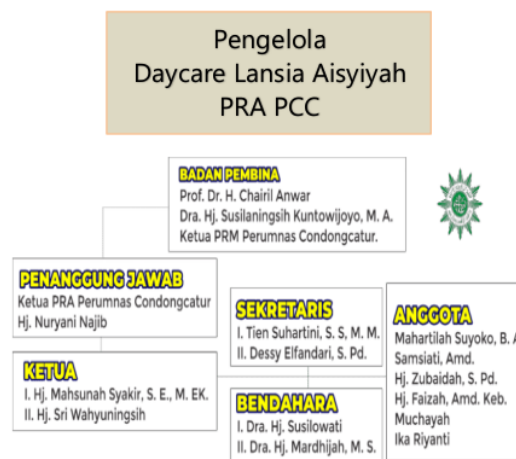 Pengelola
Daycare Lansia Aisyiyah
PRA PCC
BADAN PEMBINA
Prof. Dr. H. Chairil Anwar
Dra. Hj. Susilaningsih Kuntowijoyo, M. A.
Ketua PRM Perumnas Condongcatur.
PENANGGUNG JAWAB
Ketua PRA Perumnas Condongcatur
Hj. Nuryani Najib
KETUA
I. Hj. Mahsunah Syakir, S. E., M. EK.
II. Hj. Sri Wahyuningsih
SEKRETARIS
I. Tien Suhartini, S. S, M. M.
II. Dessy Elfandari, S. Pd.
BENDAHARA
I. Dra. Hj. Susilowati
II. Dra. Hj. Mardhijah, M. S.
ANGGOTA
Mahartilah Suyoko, B. A
Samsiati, Amd.
Hj. Zubaidah, S. Pd.
Hj. Faizah, Amd. Keb.
Muchayah
Ika Riyanti